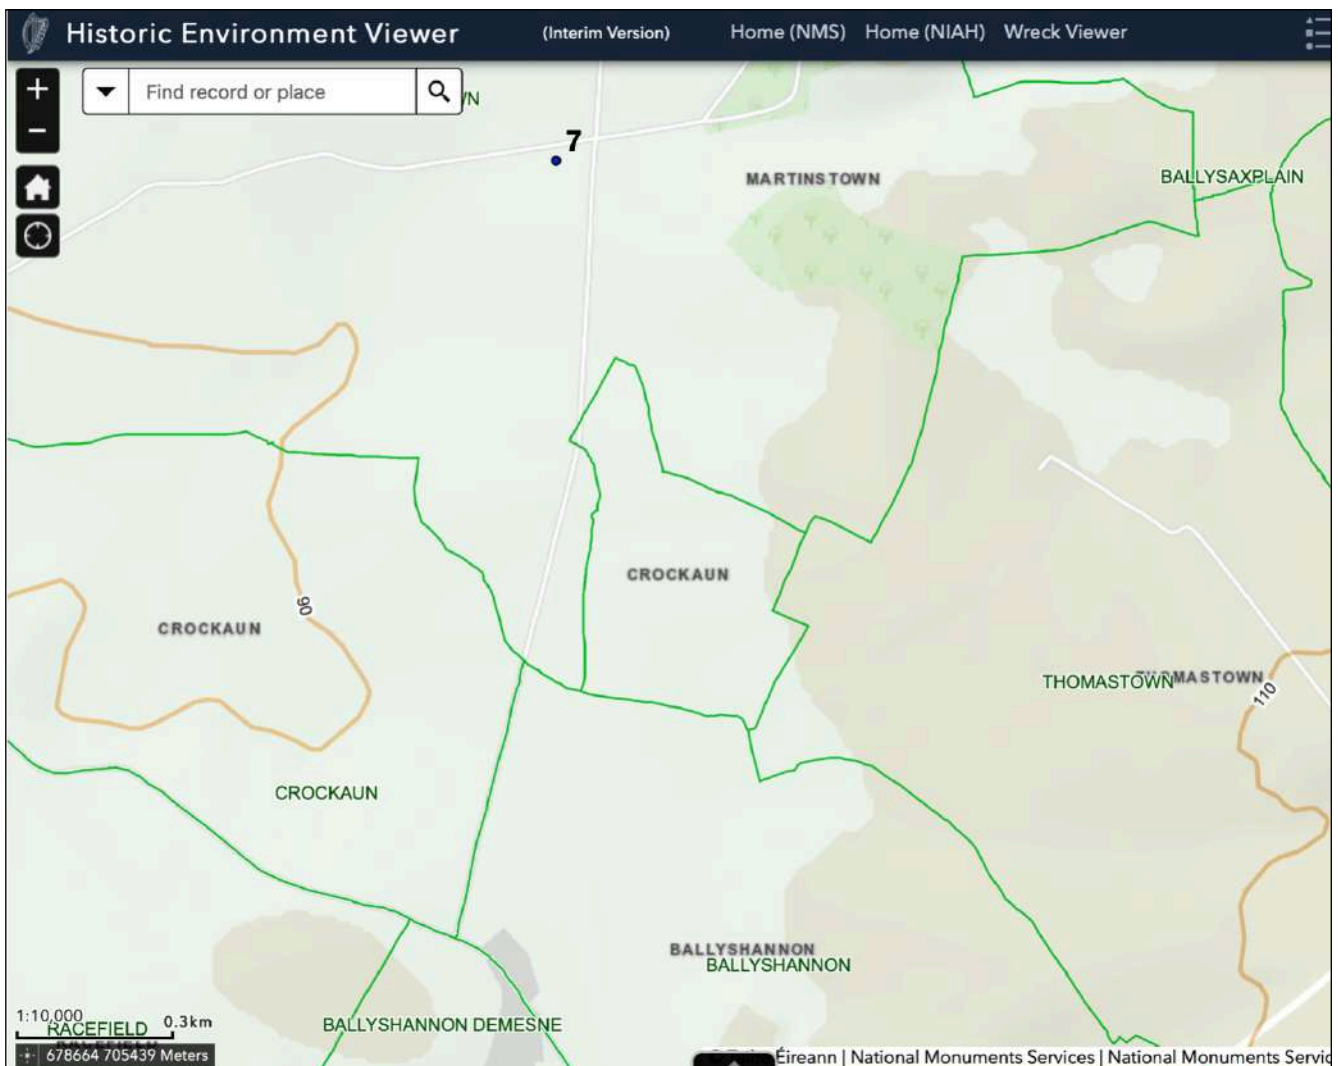 Historic Environment Viewer (Interim Version) Home (NMS) Home (NIAH) Wreck Viewer
+
Find record or place
−
7
MARTINSTOWN
BALLYSAXPLAIN
CROCKAUN
90
CROCKAUN
THOMASTOWN
THOMASTOWN
110
CROCKAUN
BALLYSHANNON
BALLYSHANNON
1:10,000
0.3km
RACEFIELD
BALLYSHANNON DEMESNE
678664 705439 Meters
Éireann | National Monuments Services | National Monuments Servic